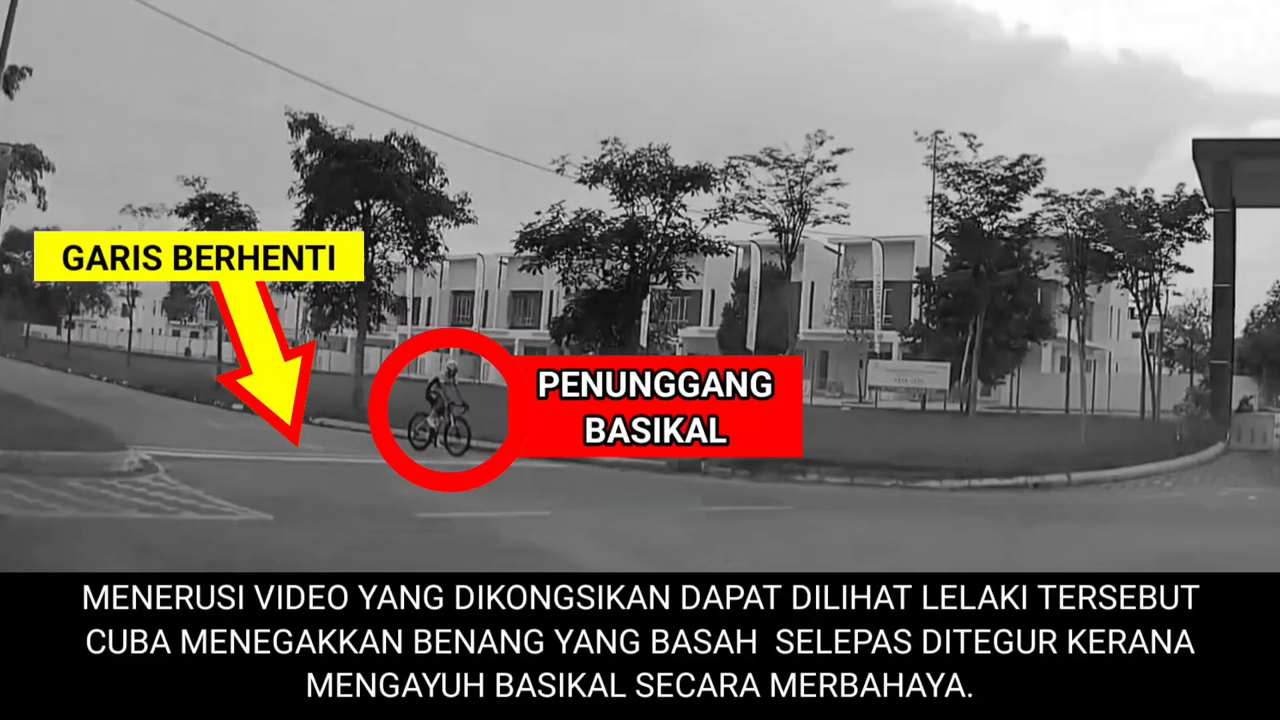 GARIS BERHENTI
PENUNGGANG
BASIKAL
MENERUSI VIDEO YANG DIKONGSIKAN DAPAT DILIHAT LELAKI TERSEBUT
CUBA MENEGAKKAN BENANG YANG BASAH SELEPAS DITEGUR KERANA
MENGAYUH BASIKAL SECARA MERBAHAYA.